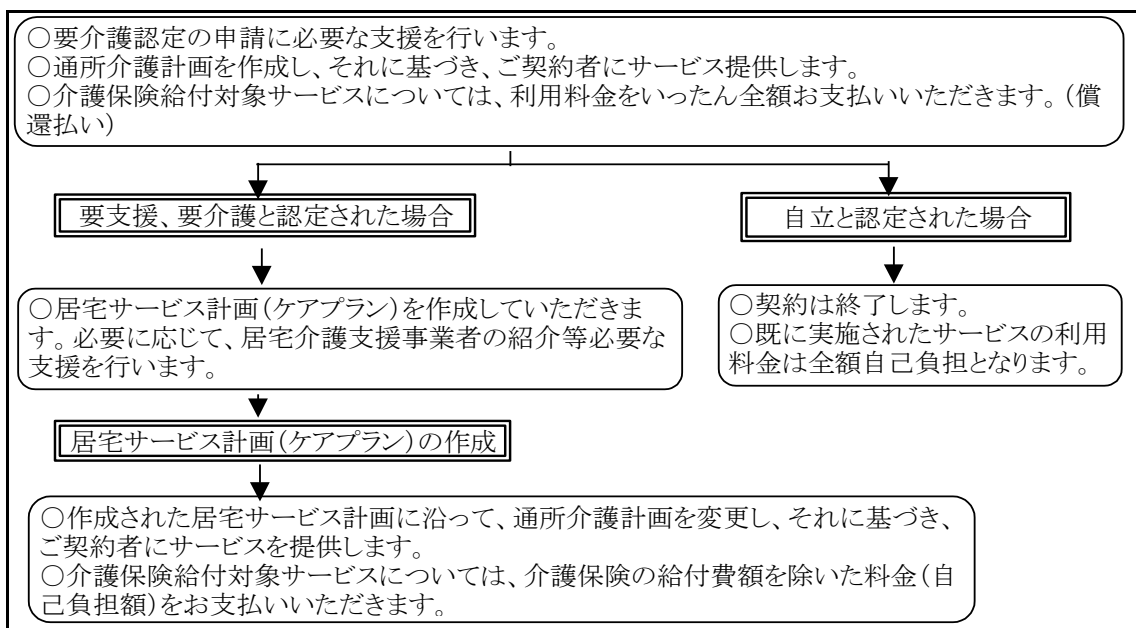 ○要介護認定の申請に必要な支援を行います。
○通所介護計画を作成し、それに基づき、ご契約者にサービス提供します。
○介護保険給付対象サービスについては、利用料金をいったん全額お支払いいただきます。(償
還払い)
要支援、要介護と認定された場合
自立と認定された場合
○居宅サービス計画(ケアプラン)を作成していただきま
す。必要に応じて、居宅介護支援事業者の紹介等必要な
支援を行います。
○契約は終了します。
○既に実施されたサービスの利用
料金は全額自己負担となります。
居宅サービス計画(ケアプラン)の作成
○作成された居宅サービス計画に沿って、通所介護計画を変更し、それに基づき、
ご契約者にサービスを提供します。
○介護保険給付対象サービスについては、介護保険の給付費額を除いた料金(自
己負担額)をお支払いいただきます。